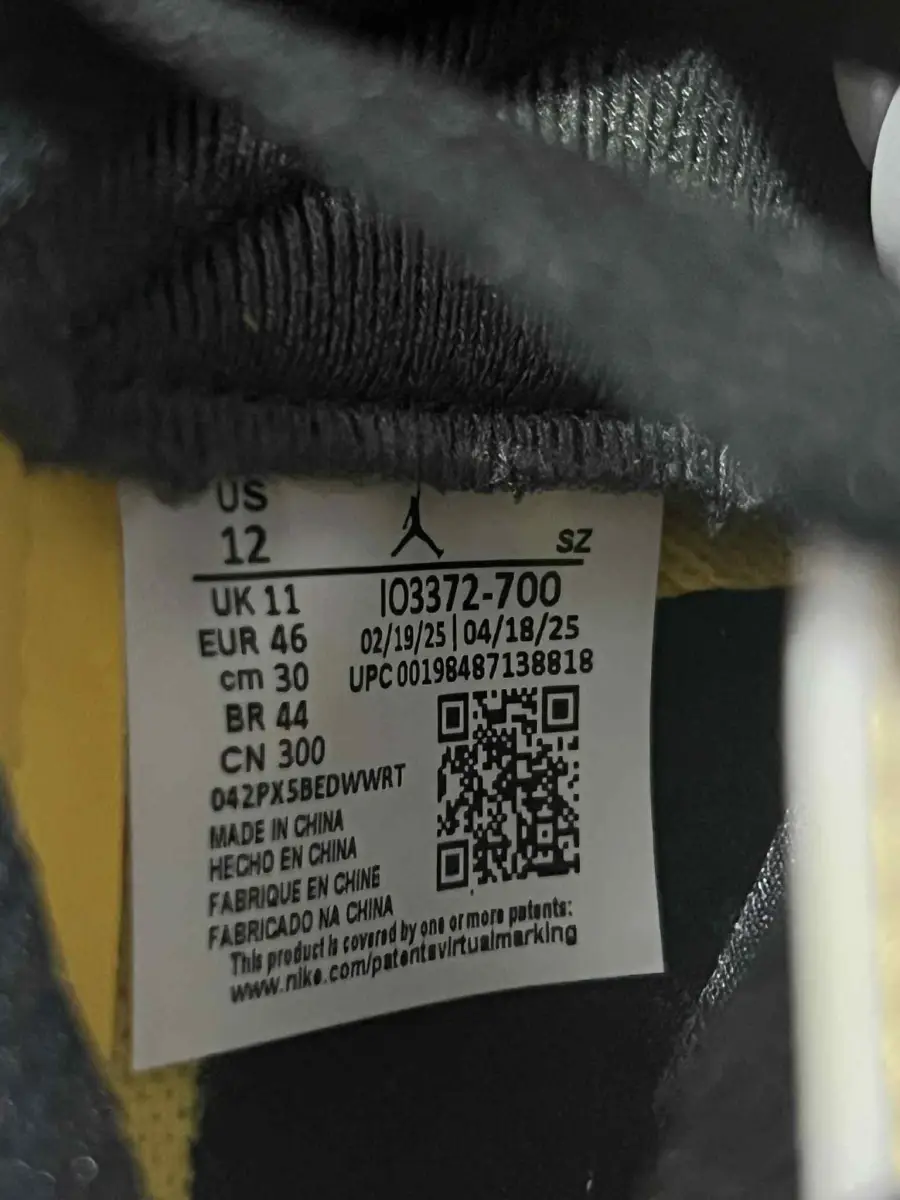 US
12
SZ
UK 11
IO3372-700
EUR 46
02/19/25 | 04/18/25
cm 30
UPC 00198487138818
BR 44
CN 300
042PX5BEDWWRT
MADE IN CHINA
HECHO EN CHINA
FABRIQUE EN CHINE
FABRICADO NA CHINA
This product is covered by one or more patents:
www.nike.com/patentsvirtualmarking